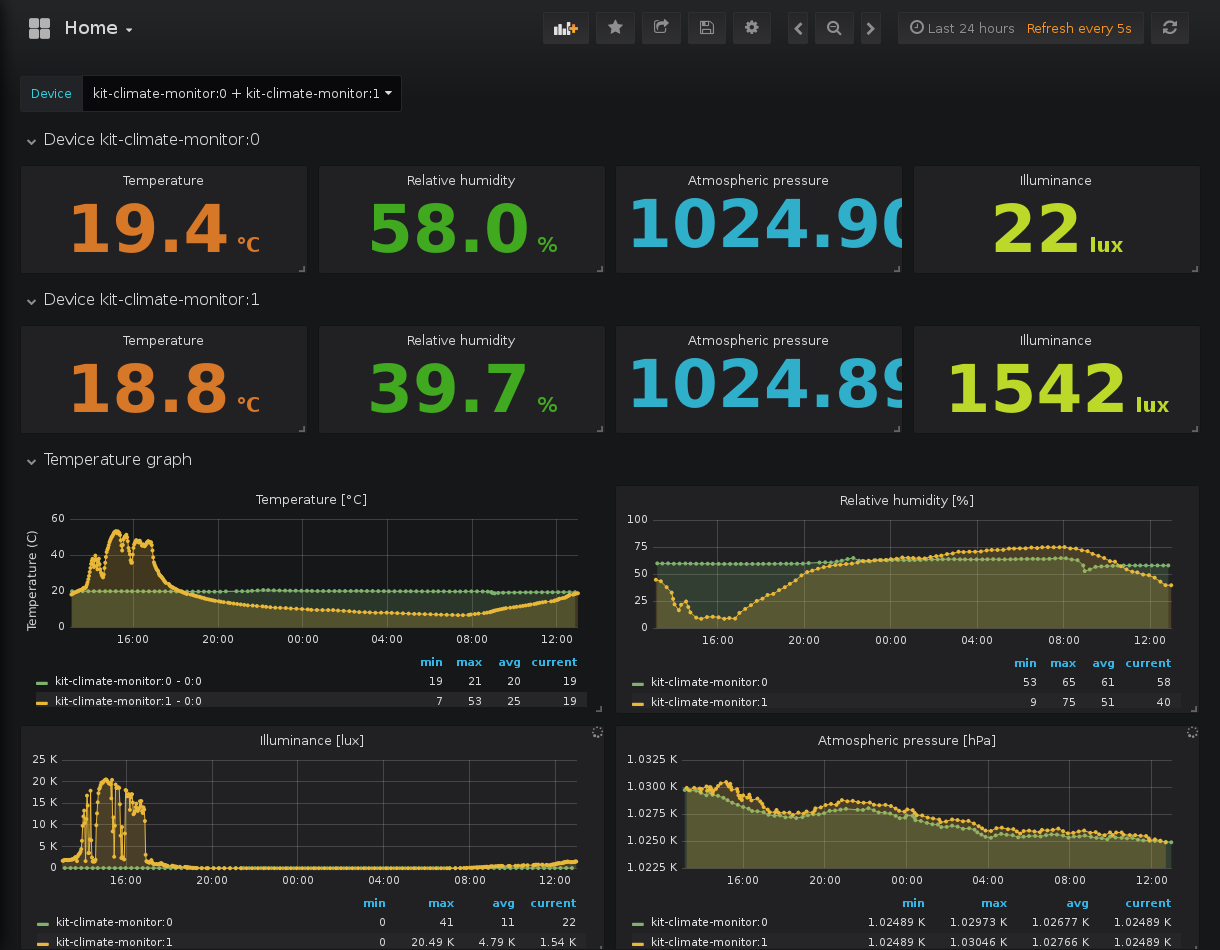 Home
Last 24 hours Refresh every 5s
Device kit-climate-monitor:0 + kit-climate-monitor:1
Device kit-climate-monitor:0
Temperature Relative humidity Atmospheric pressure Illuminance
19.4 °C 58.0 % 1024.90 22 lux
Device kit-climate-monitor:1
Temperature Relative humidity Atmospheric pressure Illuminance
18.8 °C 39.7 % 1024.89 1542 lux
Temperature graph
Temperature [°C]
Temperature (C)
60
40
20
0
16:00 20:00 00:00 04:00 08:00 12:00
min max avg current
kit-climate-monitor:0 - 0:0 19 21 20 19
kit-climate-monitor:1 - 0:0 7 53 25 19
Relative humidity [%]
100
75
50
25
0
16:00 20:00 00:00 04:00 08:00 12:00
min max avg current
kit-climate-monitor:0 53 65 61 58
kit-climate-monitor:1 9 75 51 40
Illuminance [lux]
25 K
20 K
15 K
10 K
5 K
0
16:00 20:00 00:00 04:00 08:00 12:00
min max avg current
kit-climate-monitor:0 0 41 11 22
kit-climate-monitor:1 0 20.49 K 4.79 K 1.54 K
Atmospheric pressure [hPa]
1.0325 K
1.0300 K
1.0275 K
1.0250 K
1.0225 K
16:00 20:00 00:00 04:00 08:00 12:00
min max avg current
kit-climate-monitor:0 1.02489 K 1.02973 K 1.02677 K 1.02489 K
kit-climate-monitor:1 1.02489 K 1.03046 K 1.02766 K 1.02489 K